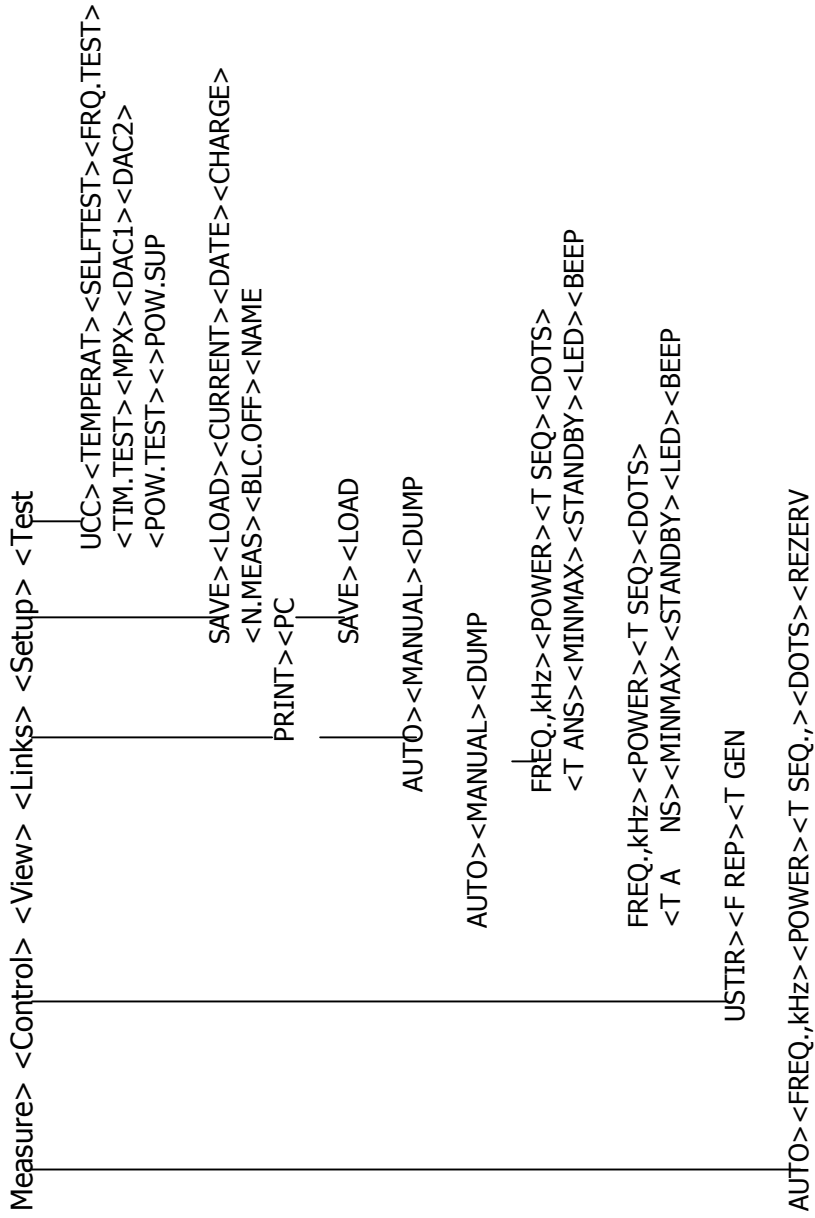 Measure> <Control> <View> <Links> <Setup> <Test
UCC><TEMPERAT><SELFTEST><FRQ.TEST>
<TIM.TEST><MPX><DAC1><DAC2>
<POW.TEST><>POW.SUP
SAVE><LOAD><CURRENT><DATE><CHARGE>
<N.MEAS><BLC.OFF><NAME
PRINT><PC
SAVE><LOAD
AUTO><MANUAL><DUMP
AUTO><MANUAL><DUMP
FREQ.,kHz><POWER><T SEQ><DOTS>
<T ANS><MINMAX><STANDBY><LED><BEEP
FREQ.,kHz><POWER><T SEQ><DOTS>
<T A NS><MINMAX><STANDBY><LED><BEEP
USTIR><F REP><T GEN
AUTO><FREQ.,kHz><POWER><T SEQ.,><DOTS><REZERV